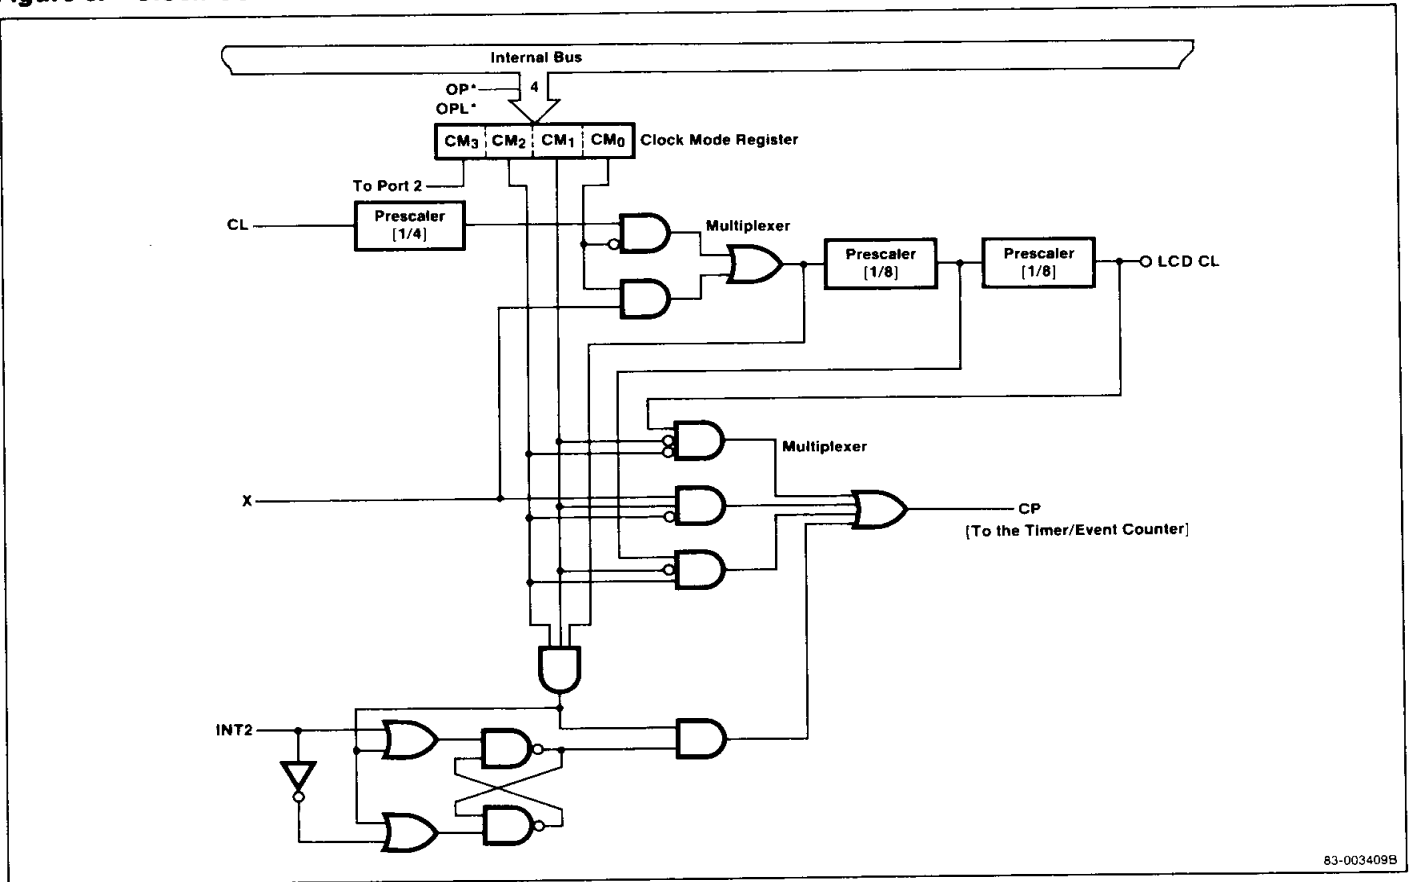 Internal Bus
OP*
4
OPL*
CM3 CM2 CM1 CM0 Clock Mode Register
To Port 2
CL
Prescaler
[1/4]
Multiplexer
Prescaler
[1/8]
Prescaler
[1/8]
LCD CL
Multiplexer
X
CP
[To the Timer/Event Counter]
INT2
83-003409B